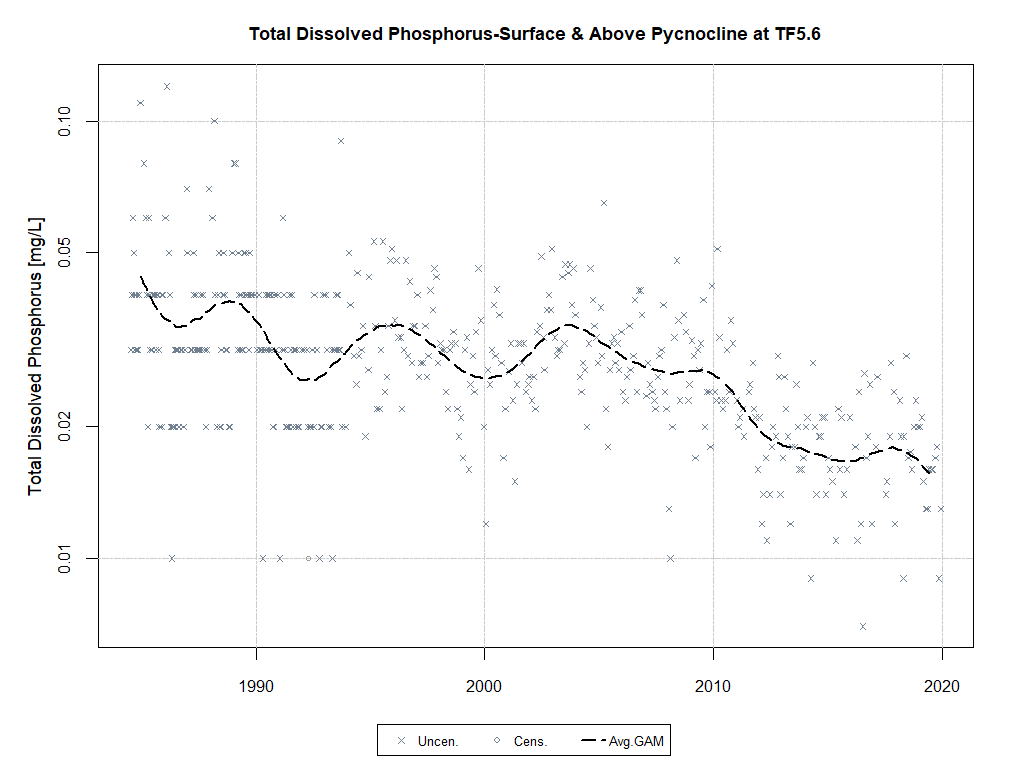 Total Dissolved Phosphorus-Surface & Above Pycnocline at TF5.6
Total Dissolved Phosphorus [mg/L]
0.10
0.05
0.02
0.01
1990 2000 2010 2020
Uncen. Cens. Avg.GAM